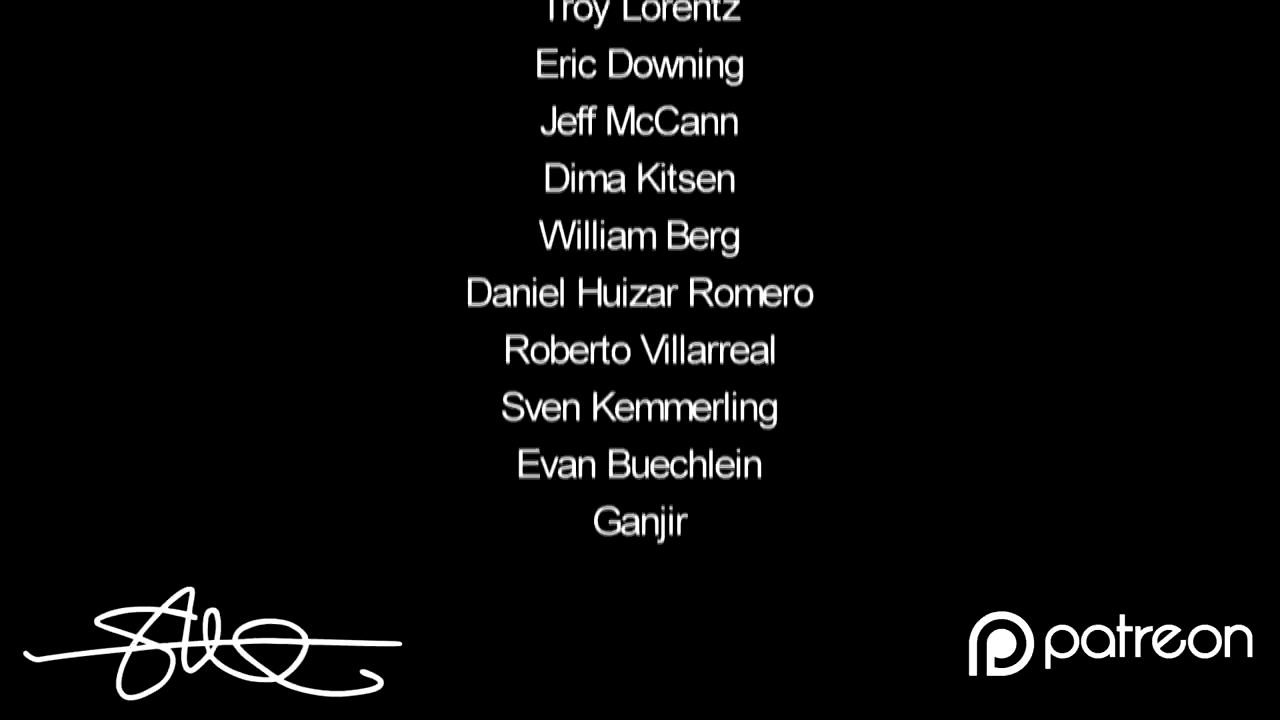 Troy Lorentz
Eric Downing
Jeff McCann
Dima Kitsen
William Berg
Daniel Huizar Romero
Roberto Villarreal
Sven Kemmerling
Evan Buechlein
Ganjir
patreon